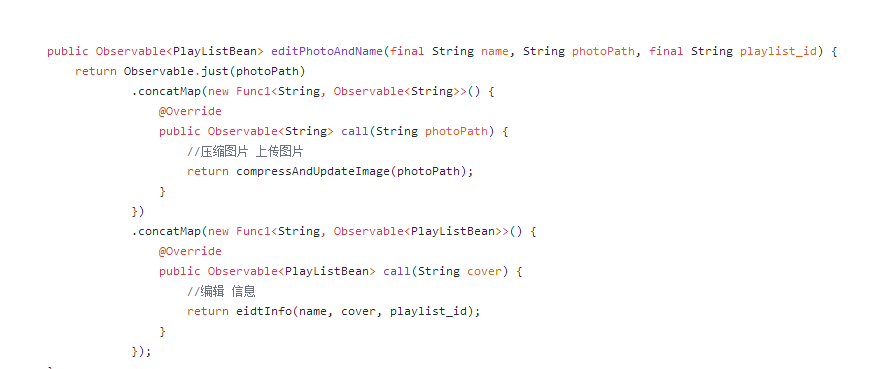 public Observable<PlayListBean> editPhotoAndName(final String name, String photoPath, final String playlist_id) {
    return Observable.just(photoPath)
            .concatMap(new Func1<String, Observable<String>>() {
                @Override
                public Observable<String> call(String photoPath) {
                    //压缩图片 上传图片
                    return compressAndUpdateImage(photoPath);
                }
            })
            .concatMap(new Func1<String, Observable<PlayListBean>>() {
                @Override
                public Observable<PlayListBean> call(String cover) {
                    //编辑 信息
                    return eidtInfo(name, cover, playlist_id);
                }
            });